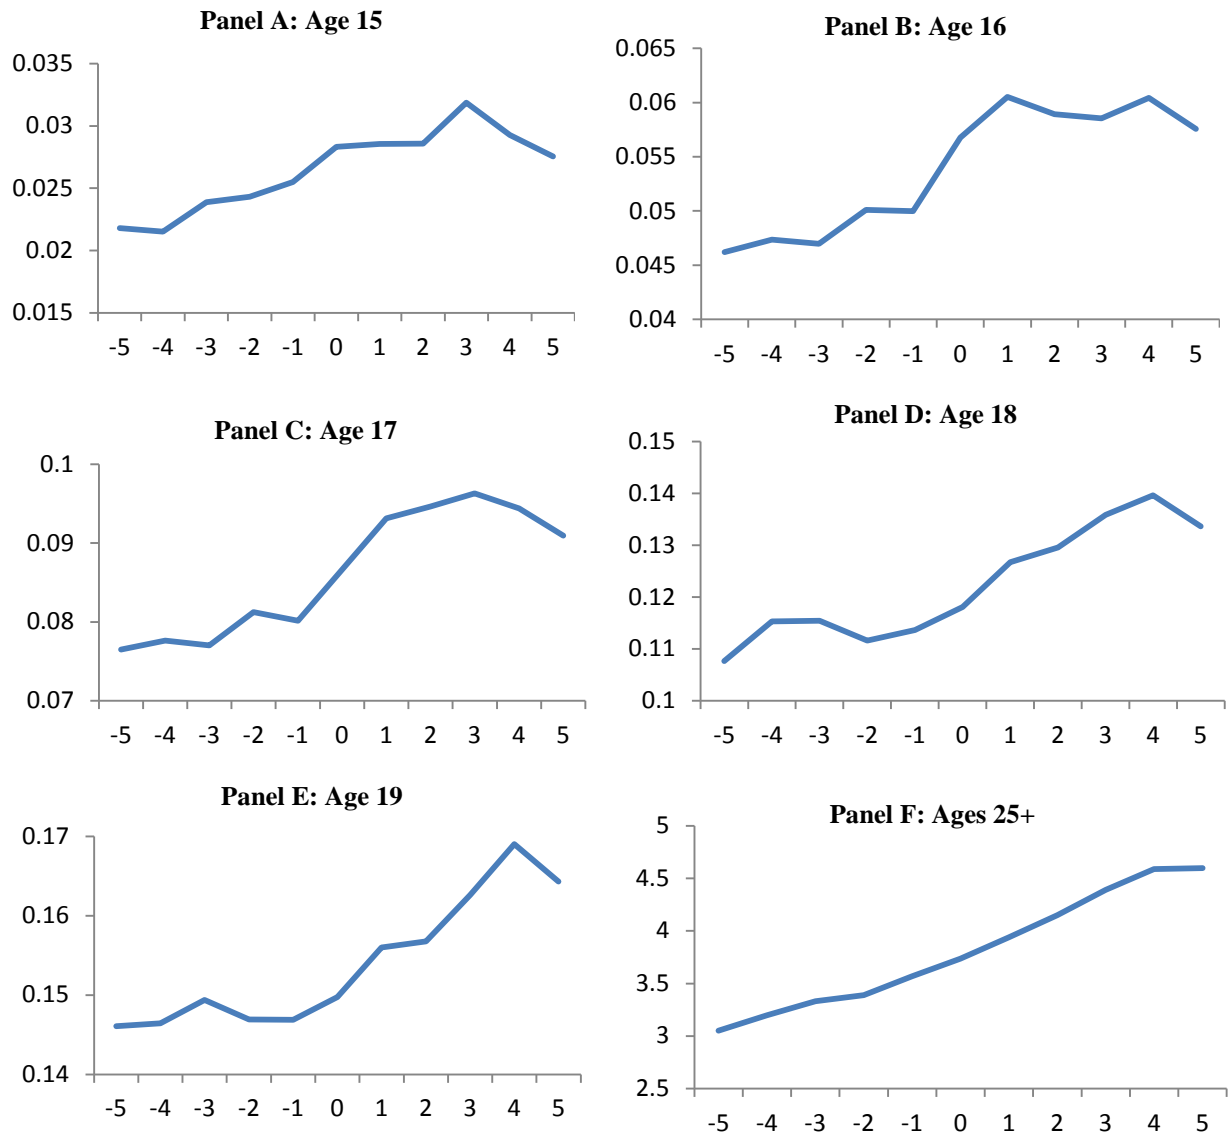 Panel A: Age 15
0.035
0.03
0.025
0.02
0.015
-5 -4 -3 -2 -1 0 1 2 3 4 5
Panel B: Age 16
0.065
0.06
0.055
0.05
0.045
0.04
-5 -4 -3 -2 -1 0 1 2 3 4 5
Panel C: Age 17
0.1
0.09
0.08
0.07
-5 -4 -3 -2 -1 0 1 2 3 4 5
Panel D: Age 18
0.15
0.14
0.13
0.12
0.11
0.1
-5 -4 -3 -2 -1 0 1 2 3 4 5
Panel E: Age 19
0.17
0.16
0.15
0.14
-5 -4 -3 -2 -1 0 1 2 3 4 5
Panel F: Ages 25+
5
4.5
4
3.5
3
2.5
-5 -4 -3 -2 -1 0 1 2 3 4 5